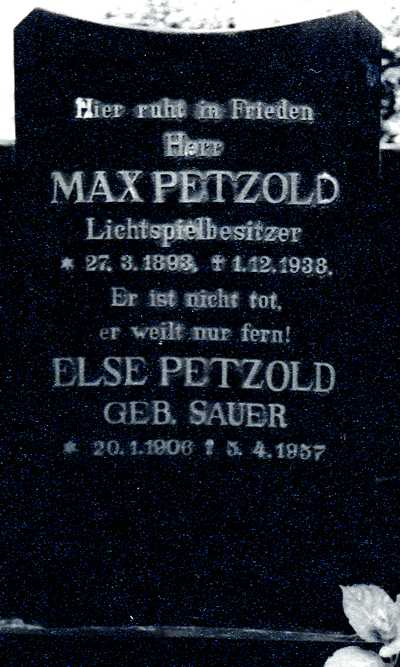 Hier ruht in Frieden
Herr
MAX PETZOLD
Lichtspielbesitzer
* 27. 3. 1893. † 1. 12. 1938.
Er ist nicht tot,
er weilt nur fern!
ELSE PETZOLD
GEB. SAUER
* 20. 1. 1906 † 5. 4. 1957